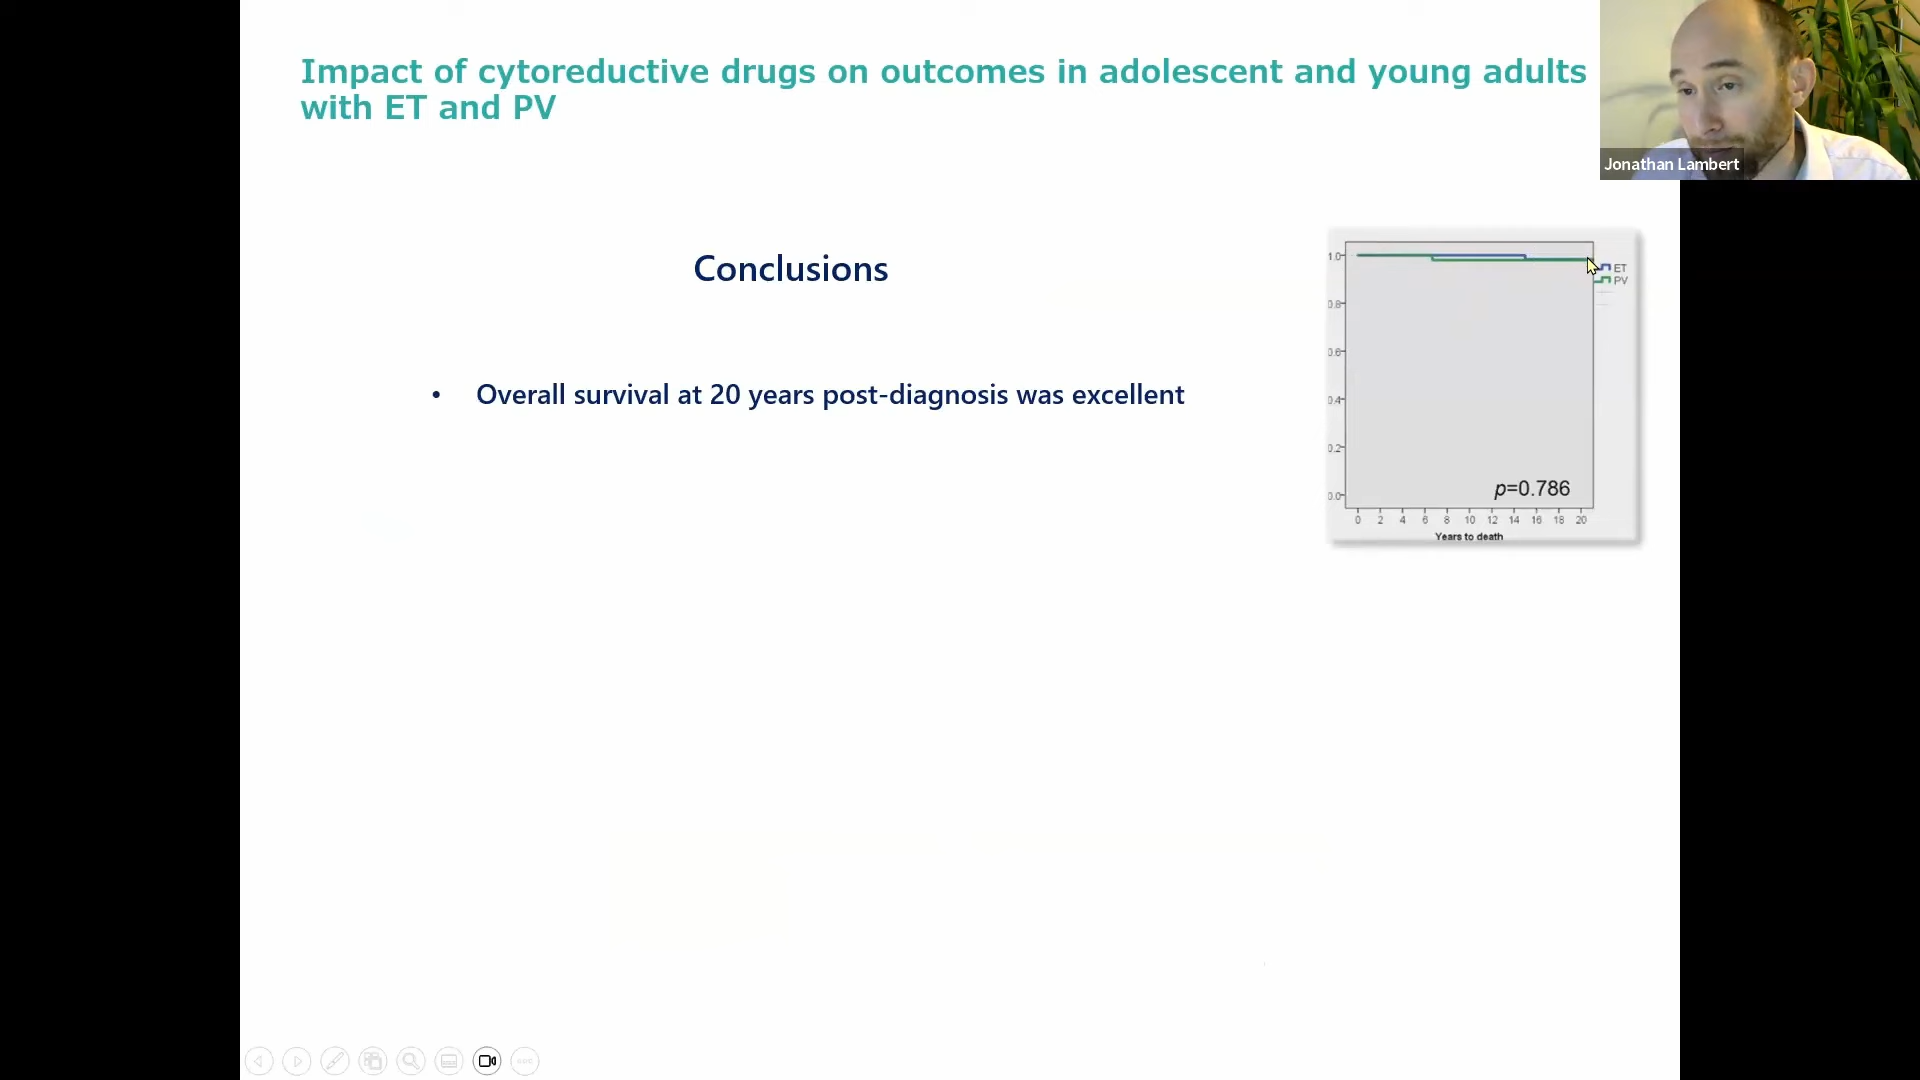 Impact of cytoreductive drugs on outcomes in adolescent and young adults
with ET and PV
Jonathan Lambert
Conclusions
• Overall survival at 20 years post-diagnosis was excellent
1.0
0.8
0.6
0.4
0.2
0.0
ET
PV
p=0.786
0 2 4 6 8 10 12 14 16 18 20
Years to death